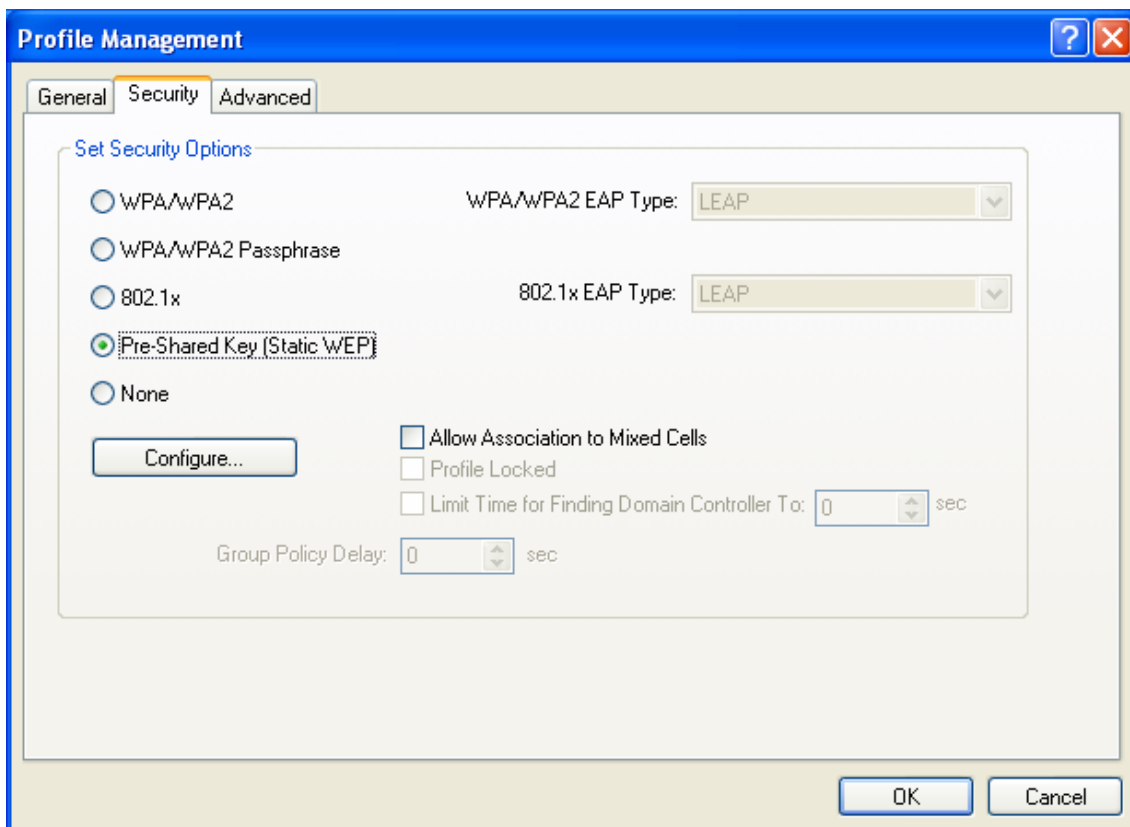 Profile Management
General Security Advanced
Set Security Options
WPA/WPA2 WPA/WPA2 EAP Type: LEAP
WPA/WPA2 Passphrase
802.1x 802.1x EAP Type: LEAP
Pre-Shared Key (Static WEP)
None
Configure... Allow Association to Mixed Cells
Profile Locked
Limit Time for Finding Domain Controller To: 0 sec
Group Policy Delay: 0 sec
OK Cancel